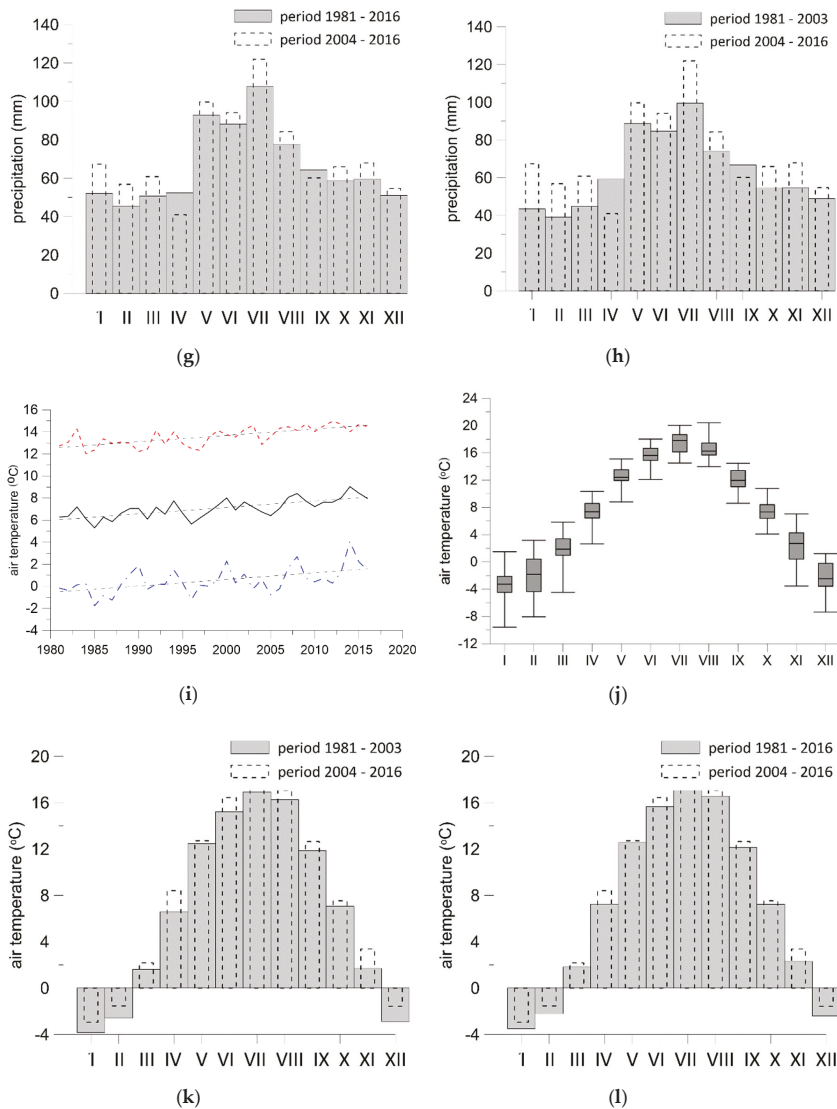 period 1981 - 2016
period 2004 - 2016
140
120
100
80
60
40
20
0
precipitation (mm)
I II III IV V VI VII VIII IX X XI XII
(g)
period 1981 - 2003
period 2004 - 2016
140
120
100
80
60
40
20
0
precipitation (mm)
I II III IV V VI VII VIII IX X XI XII
(h)
16
14
12
10
8
6
4
2
0
-2
-4
air temperature (⁰C)
1980 1985 1990 1995 2000 2005 2010 2015 2020
(i)
24
20
16
12
8
4
0
-4
-8
-12
air temperature (°C)
I II III IV V VI VII VIII IX X XI XII
(j)
period 1981 - 2003
period 2004 - 2016
20
16
12
8
4
0
-4
air temperature (°C)
I II III IV V VI VII VIII IX X XI XII
(k)
period 1981 - 2016
period 2004 - 2016
20
16
12
8
4
0
-4
air temperature (°C)
I II III IV V VI VII VIII IX X XI XII
(l)